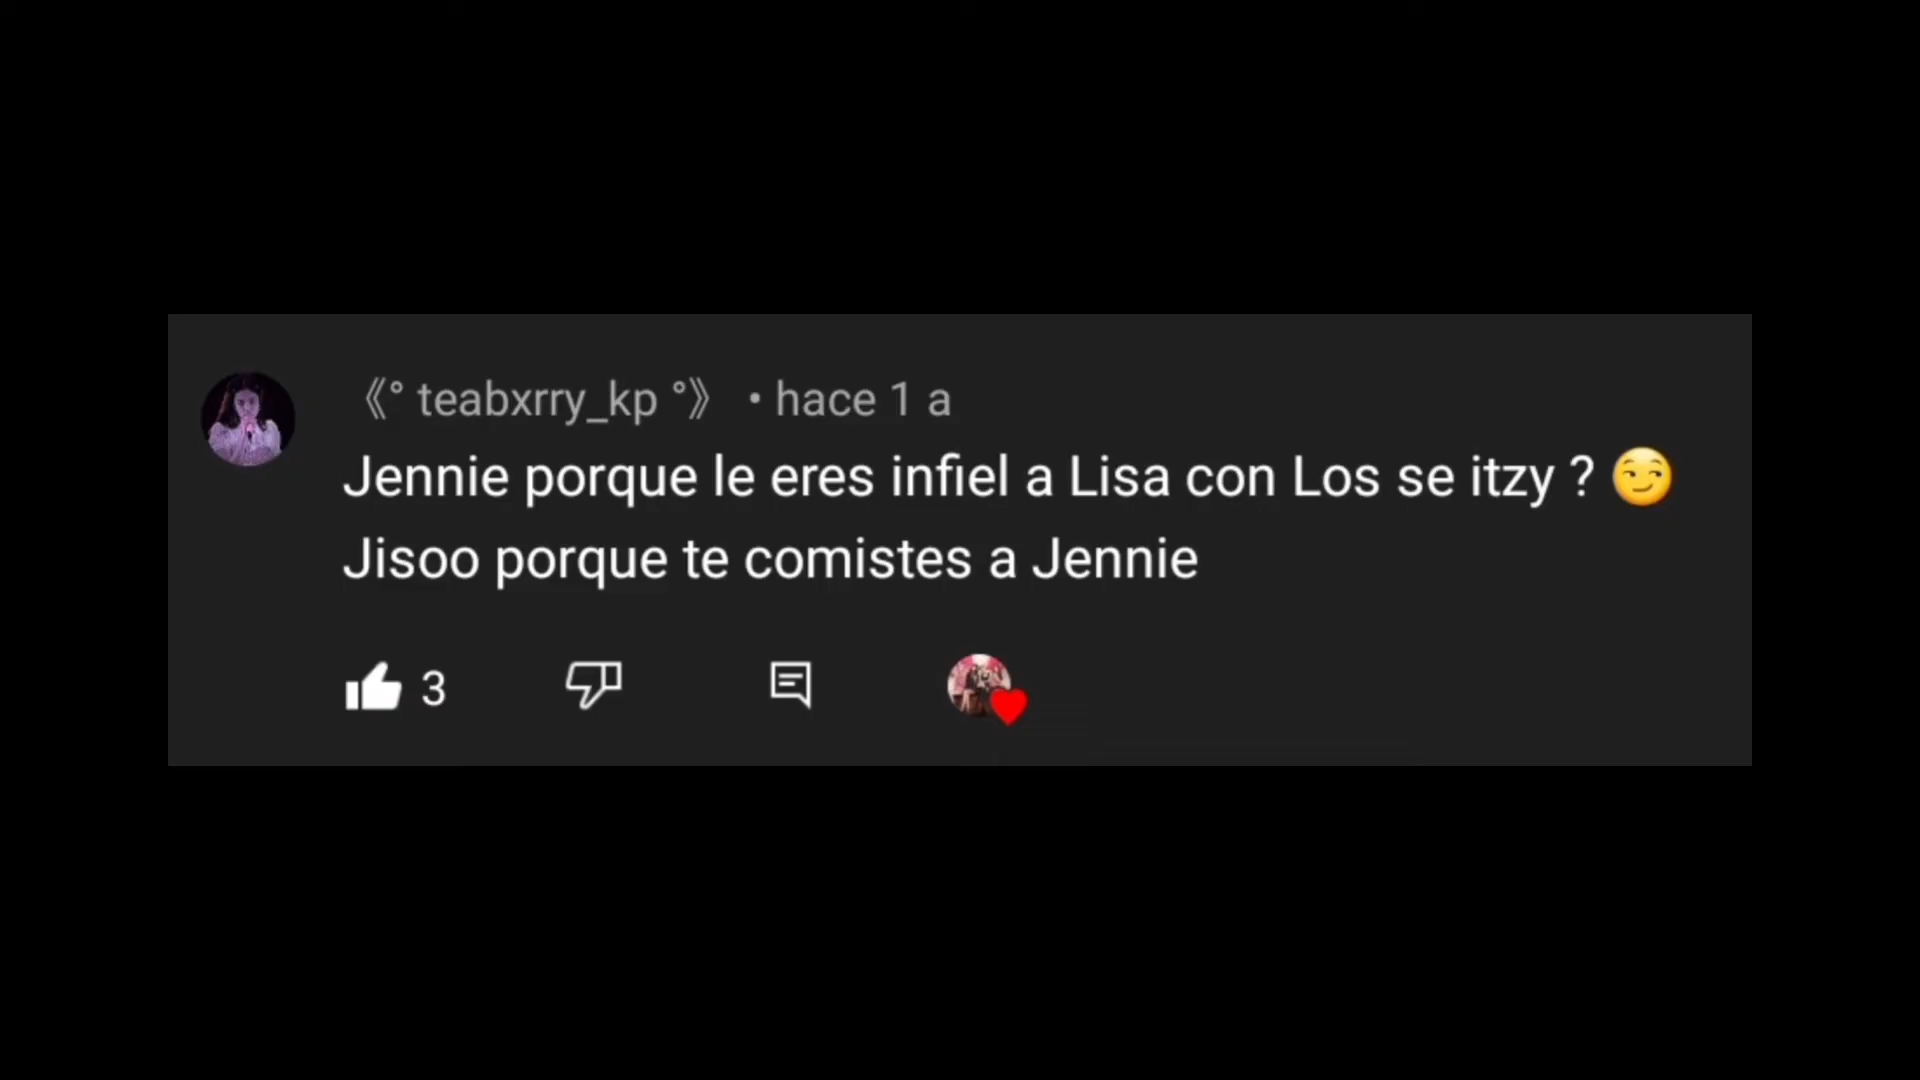 《° teabxrry_kp °》 • hace 1 a
Jennie porque le eres infiel a Lisa con Los se itzy ? 😏
Jisoo porque te comistes a Jennie
3